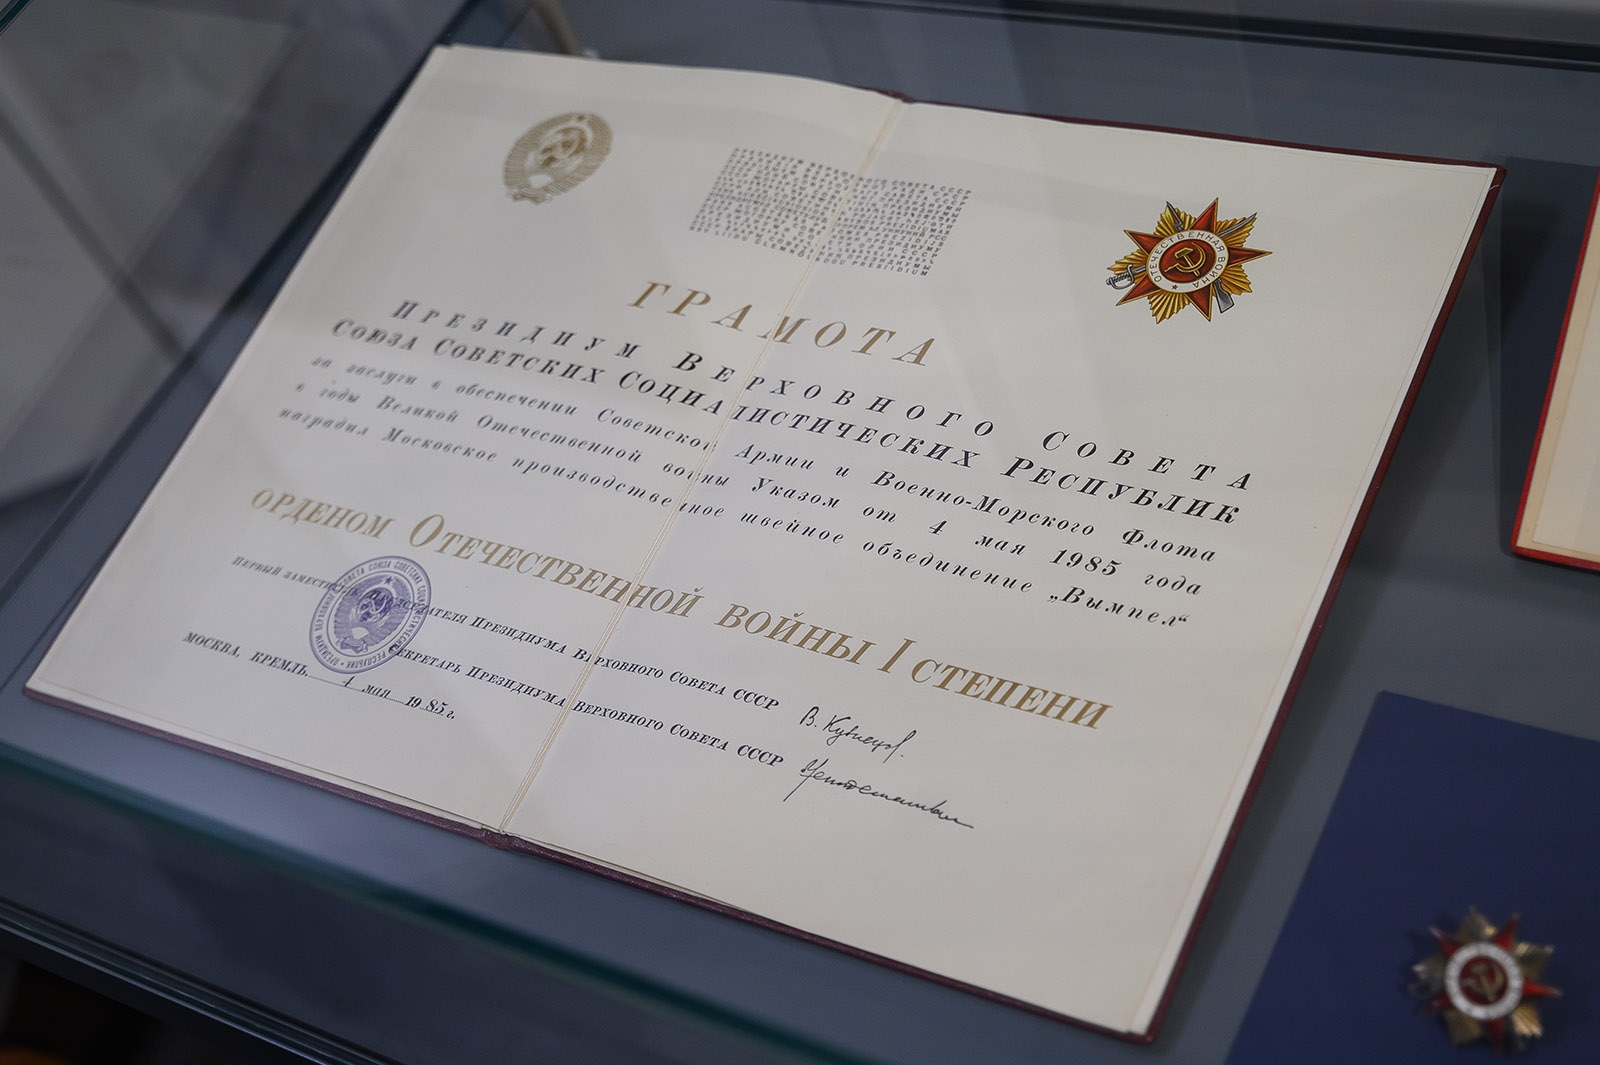 ГРАМОТА
Президиум Верховного Совета
Союза Советских Социалистических Республик
за заслуги в обеспечении Советской Армии и Военно-Морского Флота
в годы Великой Отечественной войны Указом от 4 мая 1985 года
наградил Московское производственное швейное объединение „Вымпел“
орденом Отечественной войны I степени
Первый заместитель Председателя Президиума Верховного Совета СССР В. Кузнецов.
Секретарь Президиума Верховного Совета СССР
МОСКВА, КРЕМЛЬ. 4 мая 1985 г.
ОТЕЧЕСТВЕННАЯ ВОЙНА